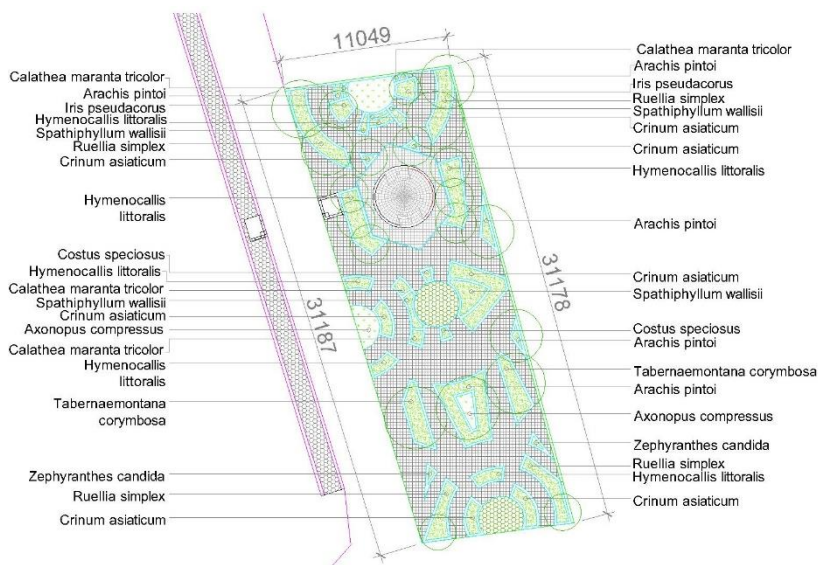 11049
Calathea maranta tricolor
Arachis pintoi
Iris pseudacorus
Hymenocallis littoralis
Spathiphyllum wallisii
Ruellia simplex
Crinum asiaticum
Hymenocallis
littoralis
Costus speciosus
Hymenocallis littoralis
Calathea maranta tricolor
Spathiphyllum wallisii
Crinum asiaticum
Axonopus compressus
Calathea maranta tricolor
Hymenocallis
littoralis
Tabernaemontana
corymbosa
Zephyranthes candida
Ruellia simplex
Crinum asiaticum
31187
31178
Calathea maranta tricolor
Arachis pintoi
Iris pseudacorus
Ruellia simplex
Spathiphyllum wallisii
Crinum asiaticum
Crinum asiaticum
Hymenocallis littoralis
Arachis pintoi
Crinum asiaticum
Spathiphyllum wallisii
Costus speciosus
Arachis pintoi
Tabernaemontana corymbosa
Arachis pintoi
Axonopus compressus
Zephyranthes candida
Ruellia simplex
Hymenocallis littoralis
Crinum asiaticum